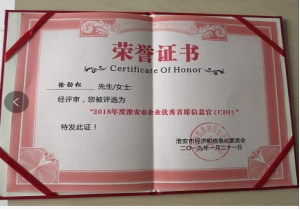 荣誉证书
Certificate Of Honor
先生/女士:
经评审，您被评选为
“2018年度淮安市企业优秀首席信息官(CIO)”
特发此证！
淮安市经济和信息化委员会
二〇一九年一月二十一日